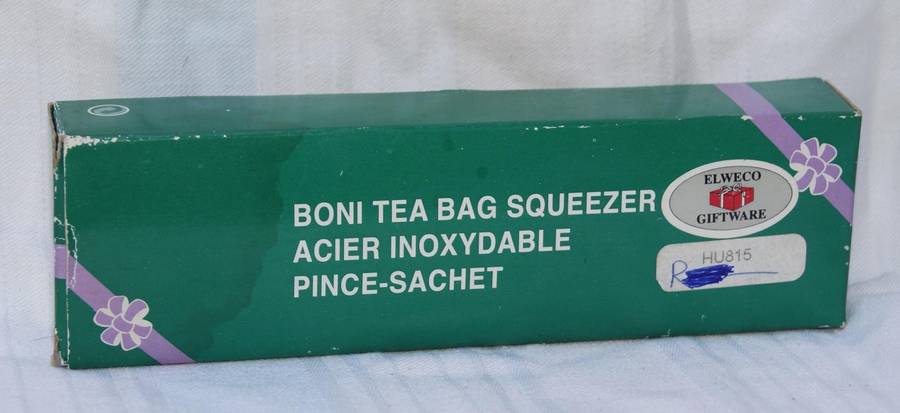 BONI TEA BAG SQUEEZER
ACIER INOXYDABLE
PINCE-SACHET
ELWECO
GIFTWARE
HU815
R